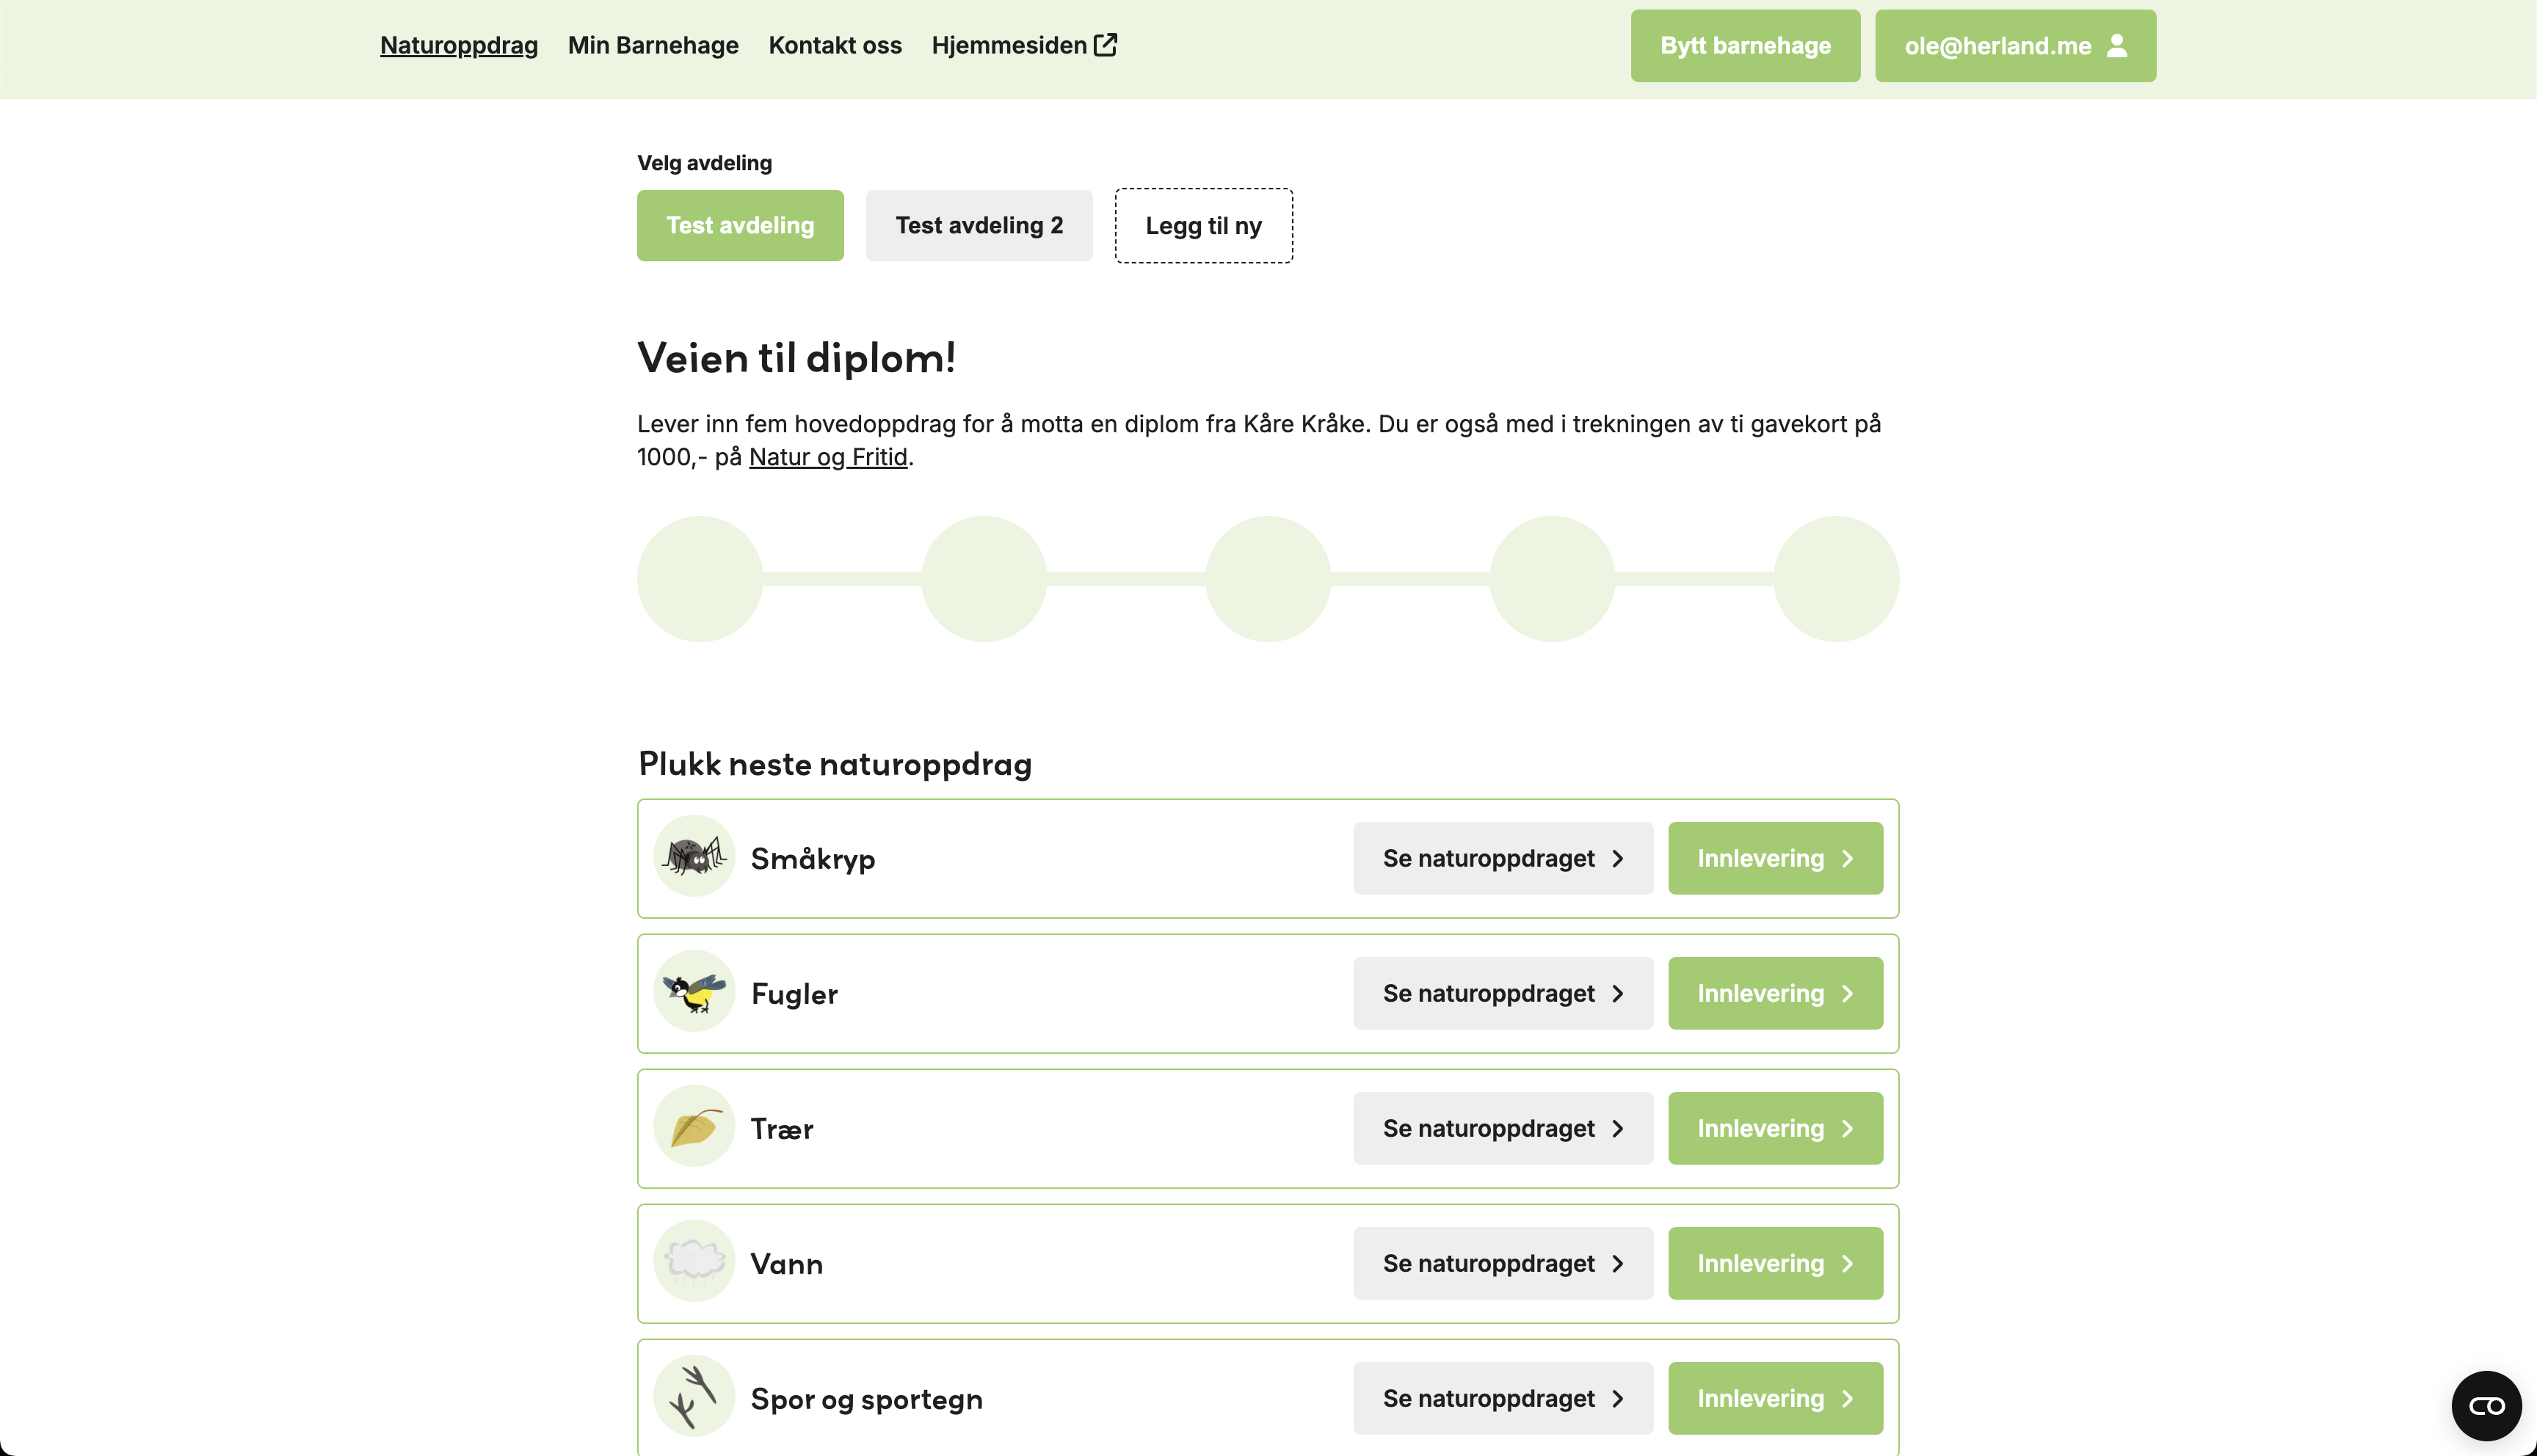 Naturoppdrag Min Barnehage Kontakt oss Hjemmesiden Bytt barnehage ole@herland.me
Velg avdeling
Test avdeling Test avdeling 2 Legg til ny
Veien til diplom!
Lever inn fem hovedoppdrag for å motta en diplom fra Kåre Kråke. Du er også med i trekningen av ti gavekort på
1000,- på Natur og Fritid.
Plukk neste naturoppdrag
Småkryp Se naturoppdraget Innlevering
Fugler Se naturoppdraget Innlevering
Trær Se naturoppdraget Innlevering
Vann Se naturoppdraget Innlevering
Spor og sportegn Se naturoppdraget Innlevering